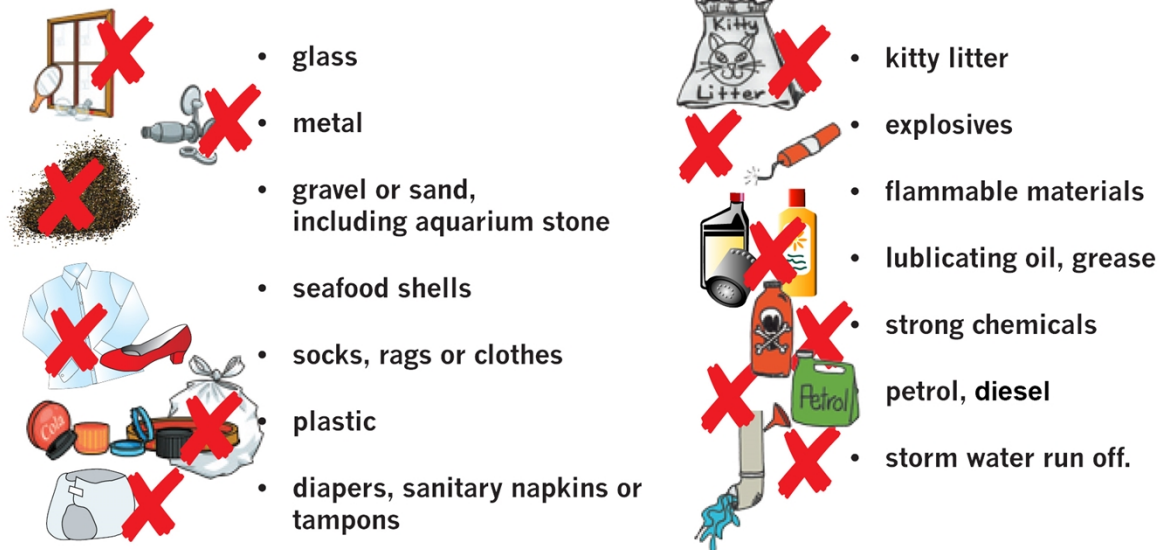 • glass
• metal
• gravel or sand,
including aquarium stone
• seafood shells
• socks, rags or clothes
• plastic
• diapers, sanitary napkins or
tampons
Cola
Kitty
Litter
• kitty litter
• explosives
• flammable materials
• lublicating oil, grease
• strong chemicals
petrol, diesel
• storm water run off.
Petrol